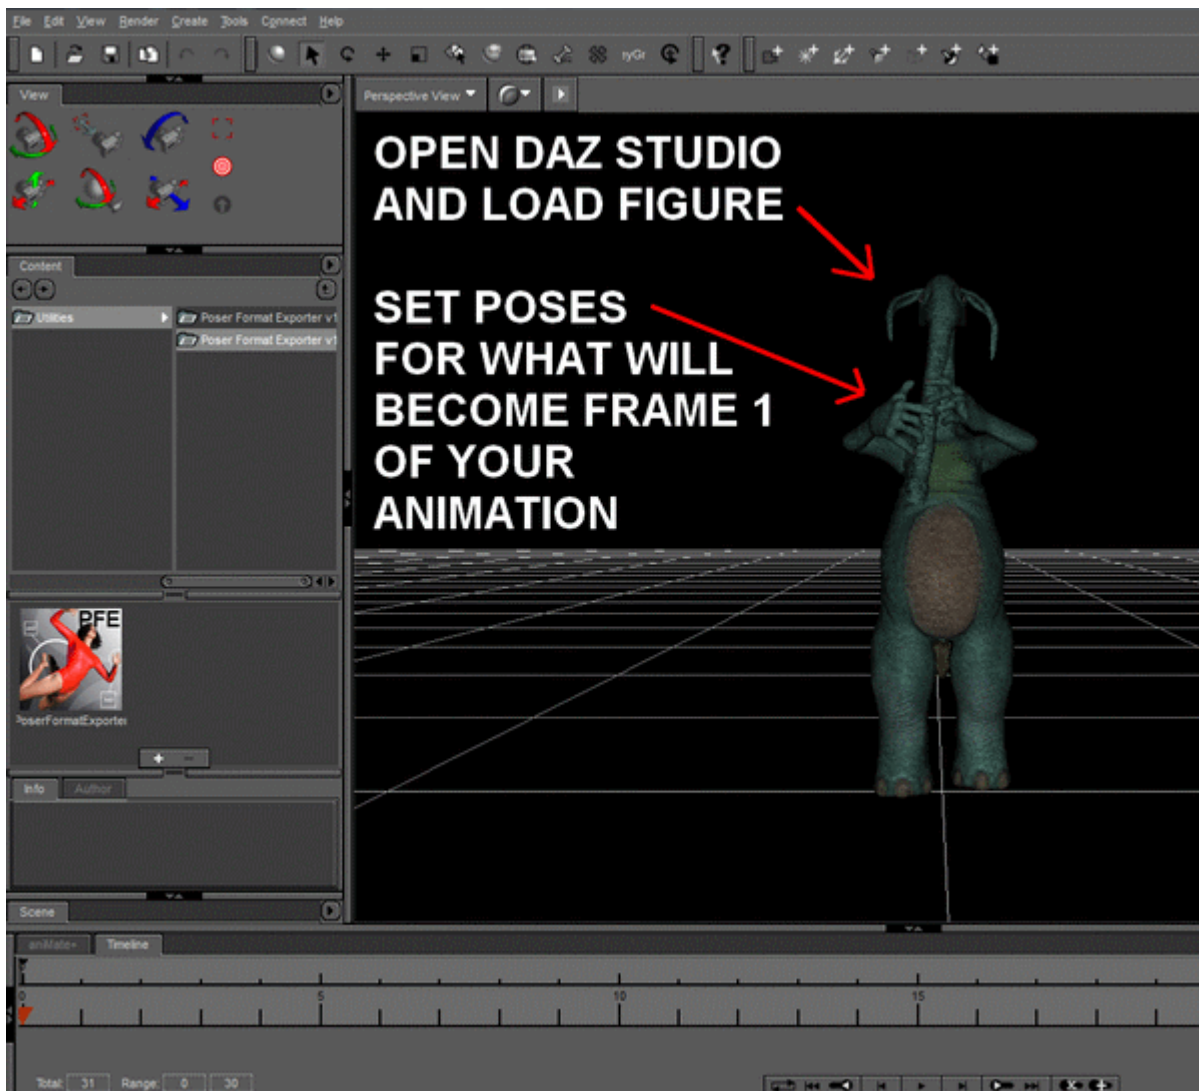 File Edit View Render Create Tools Connect Help
View
Perspective View
OPEN DAZ STUDIO
AND LOAD FIGURE
SET POSES
FOR WHAT WILL
BECOME FRAME 1
OF YOUR
ANIMATION
Content
Utilities
Poser Format Exporter v1
Poser Format Exporter v1
PFE
PoserFormatExporter
Info Author
Scene
aniMate+ Timeline
0 5 10 15
Total: 31 Range: 0 30